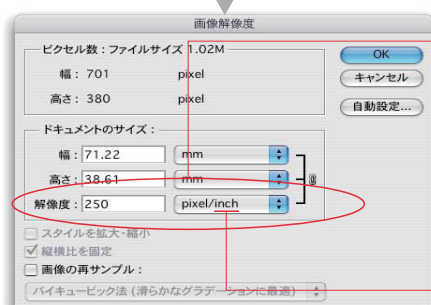 画像解像度
ピクセル数：ファイルサイズ 1.02M
幅： 701 pixel
高さ： 380 pixel
OK
キャンセル
自動設定...
ドキュメントのサイズ：
幅： 71.22 mm
高さ： 38.61 mm
解像度： 250 pixel/inch
スタイルを拡大・縮小
縦横比を固定
画像の再サンプル：
バイキュービック法 (滑らかなグラデーションに最適)